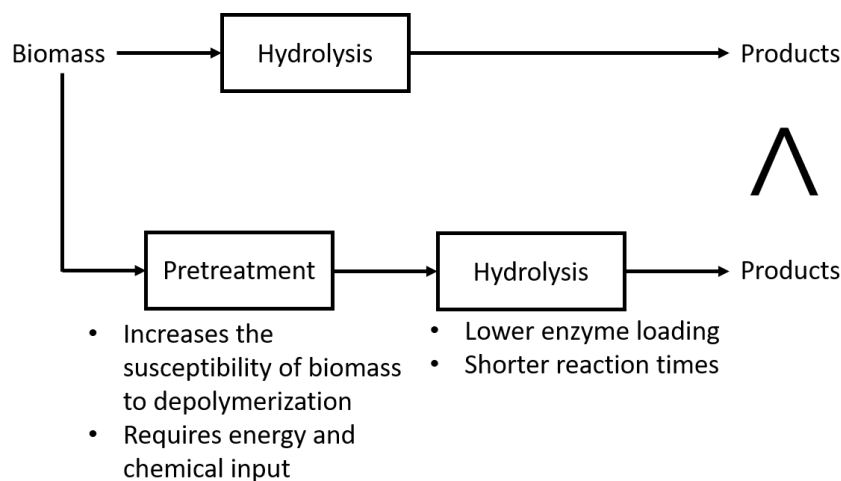 Biomass
Hydrolysis
Products
Pretreatment
Hydrolysis
Products
• Increases the
susceptibility of biomass
to depolymerization
• Requires energy and
chemical input
• Lower enzyme loading
• Shorter reaction times